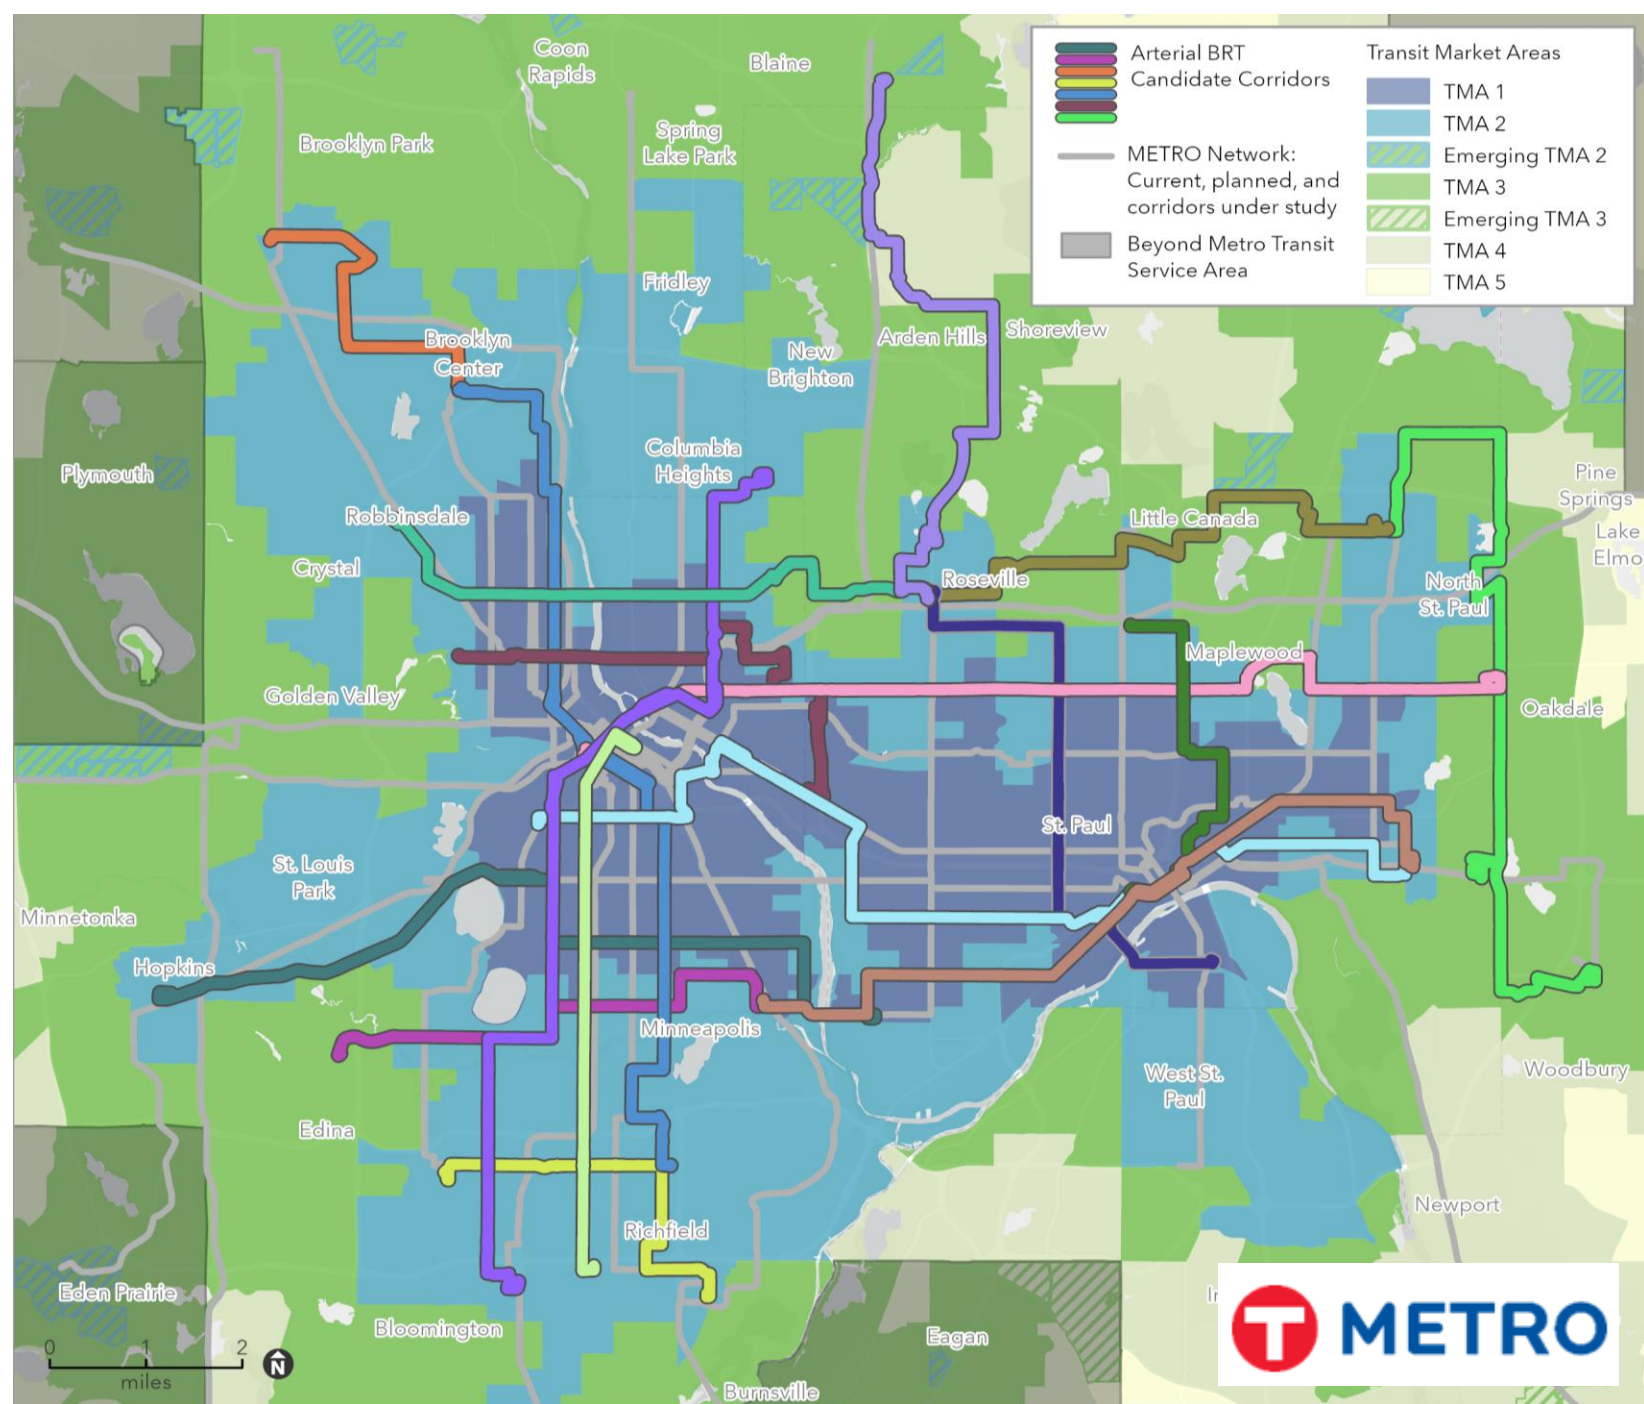 Coon
Rapids
Blaine
Brooklyn Park
Spring
Lake Park
Fridley
Brooklyn
Center
New
Brighton
Arden Hills
Shoreview
Plymouth
Columbia
Heights
Robbinsdale
Crystal
Little Canada
Pine
Springs
Lake
Elmo
Roseville
North
St. Paul
Golden Valley
Maplewood
Oakdale
St. Louis
Park
St. Paul
Minnetonka
Hopkins
Minneapolis
West St.
Paul
Woodbury
Edina
Richfield
Newport
Eden Prairie
Bloomington
Eagan
Burnsville
Arterial BRT
Candidate Corridors
METRO Network:
Current, planned, and
corridors under study
Beyond Metro Transit
Service Area
Transit Market Areas
TMA 1
TMA 2
Emerging TMA 2
TMA 3
Emerging TMA 3
TMA 4
TMA 5
0 1 2
miles
N
T METRO